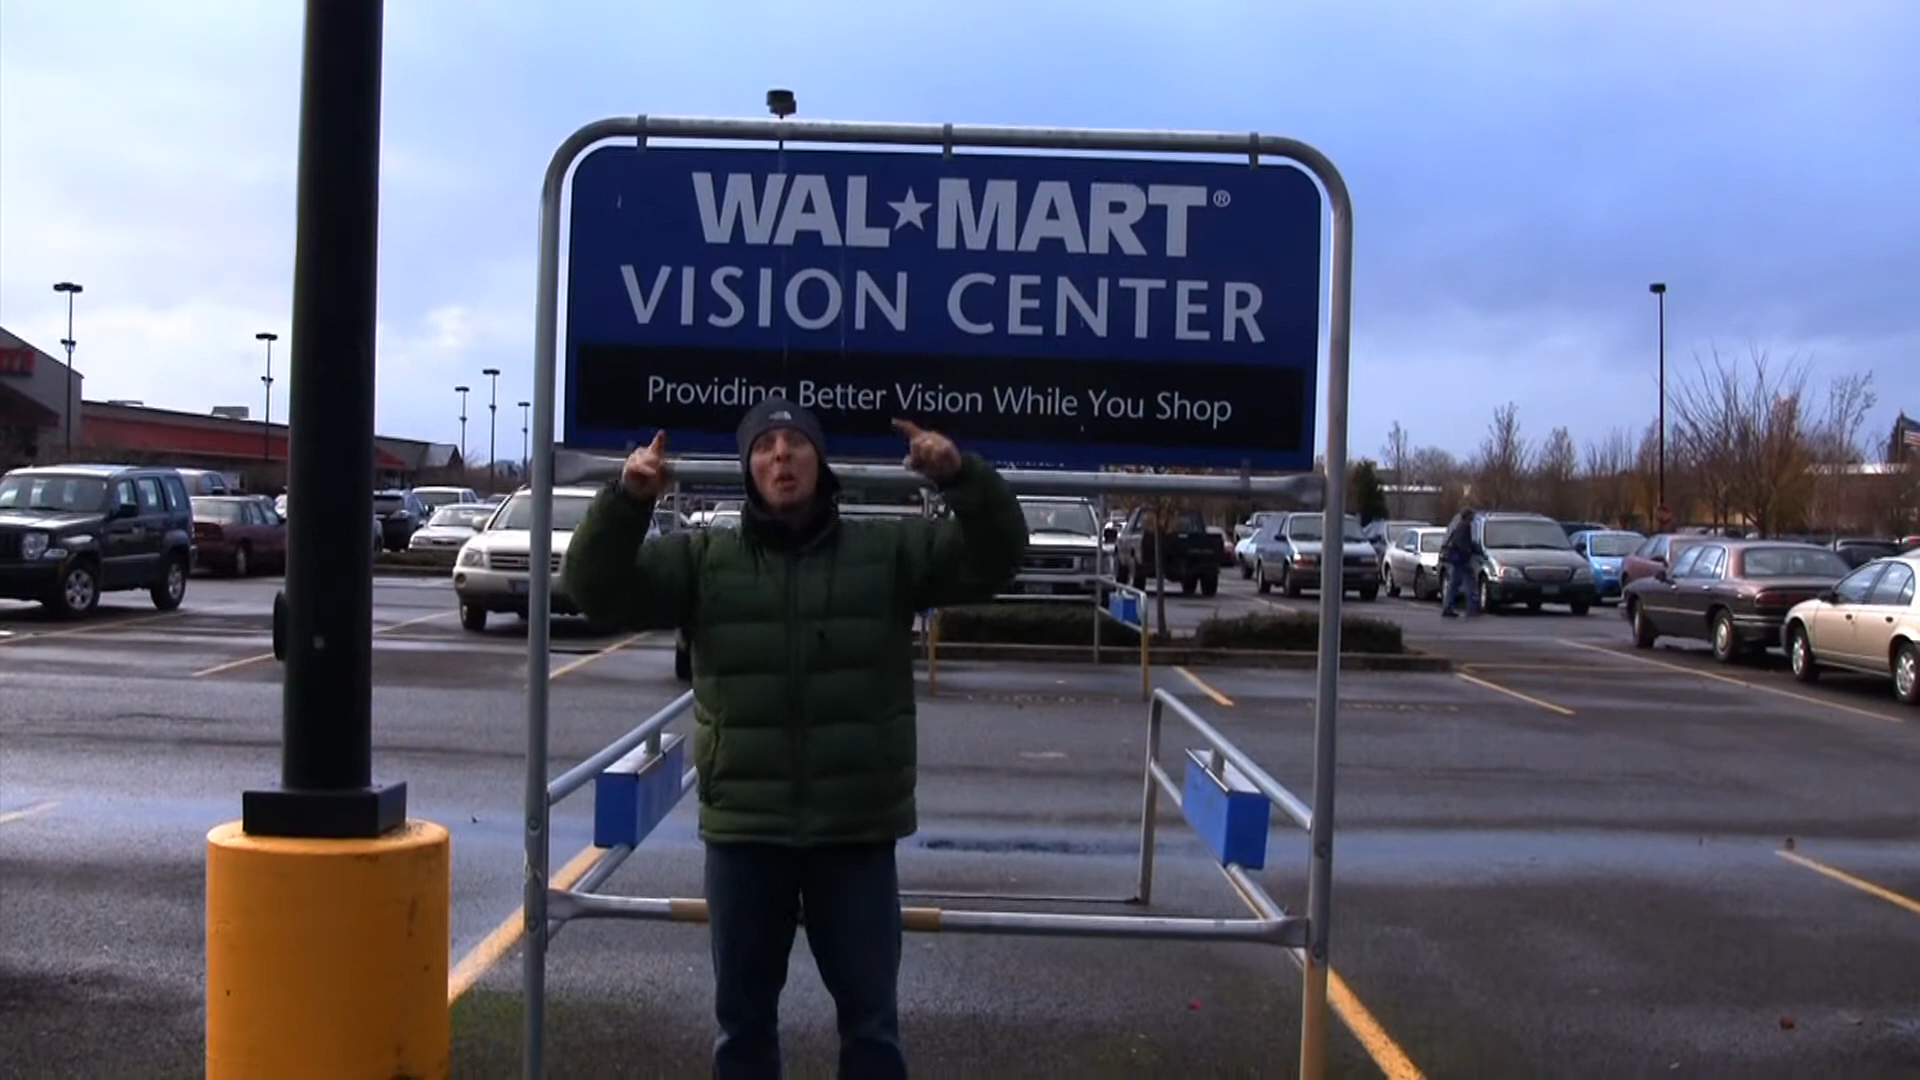 WAL★MART®
VISION CENTER
Providing Better Vision While You Shop